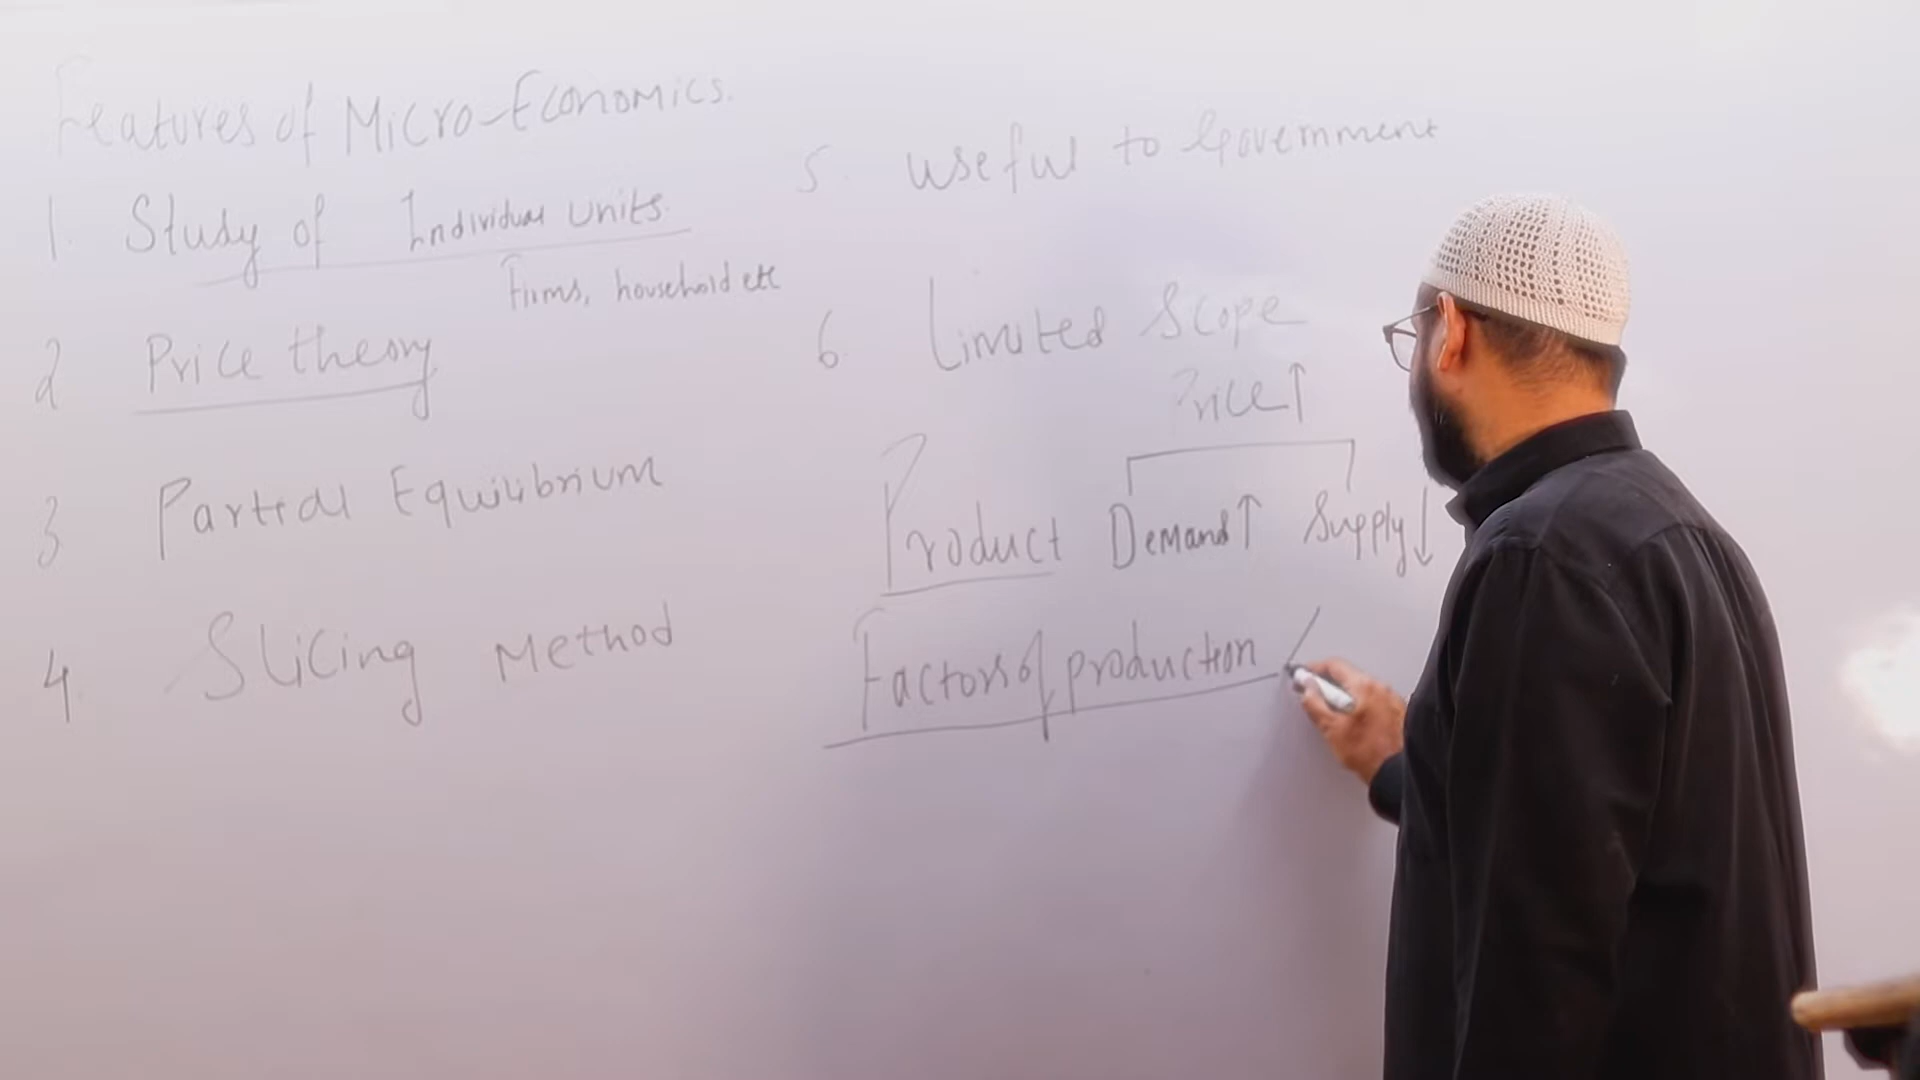 Features of Micro-Economics.
1. Study of Individual units.
Firms, household etc
2 Price theory
3 Partial Equilibrium
4. Slicing Method
5. Useful to Government
6. Limited Scope
Price ↑
Product Demand ↑ Supply ↓
Factors of production /